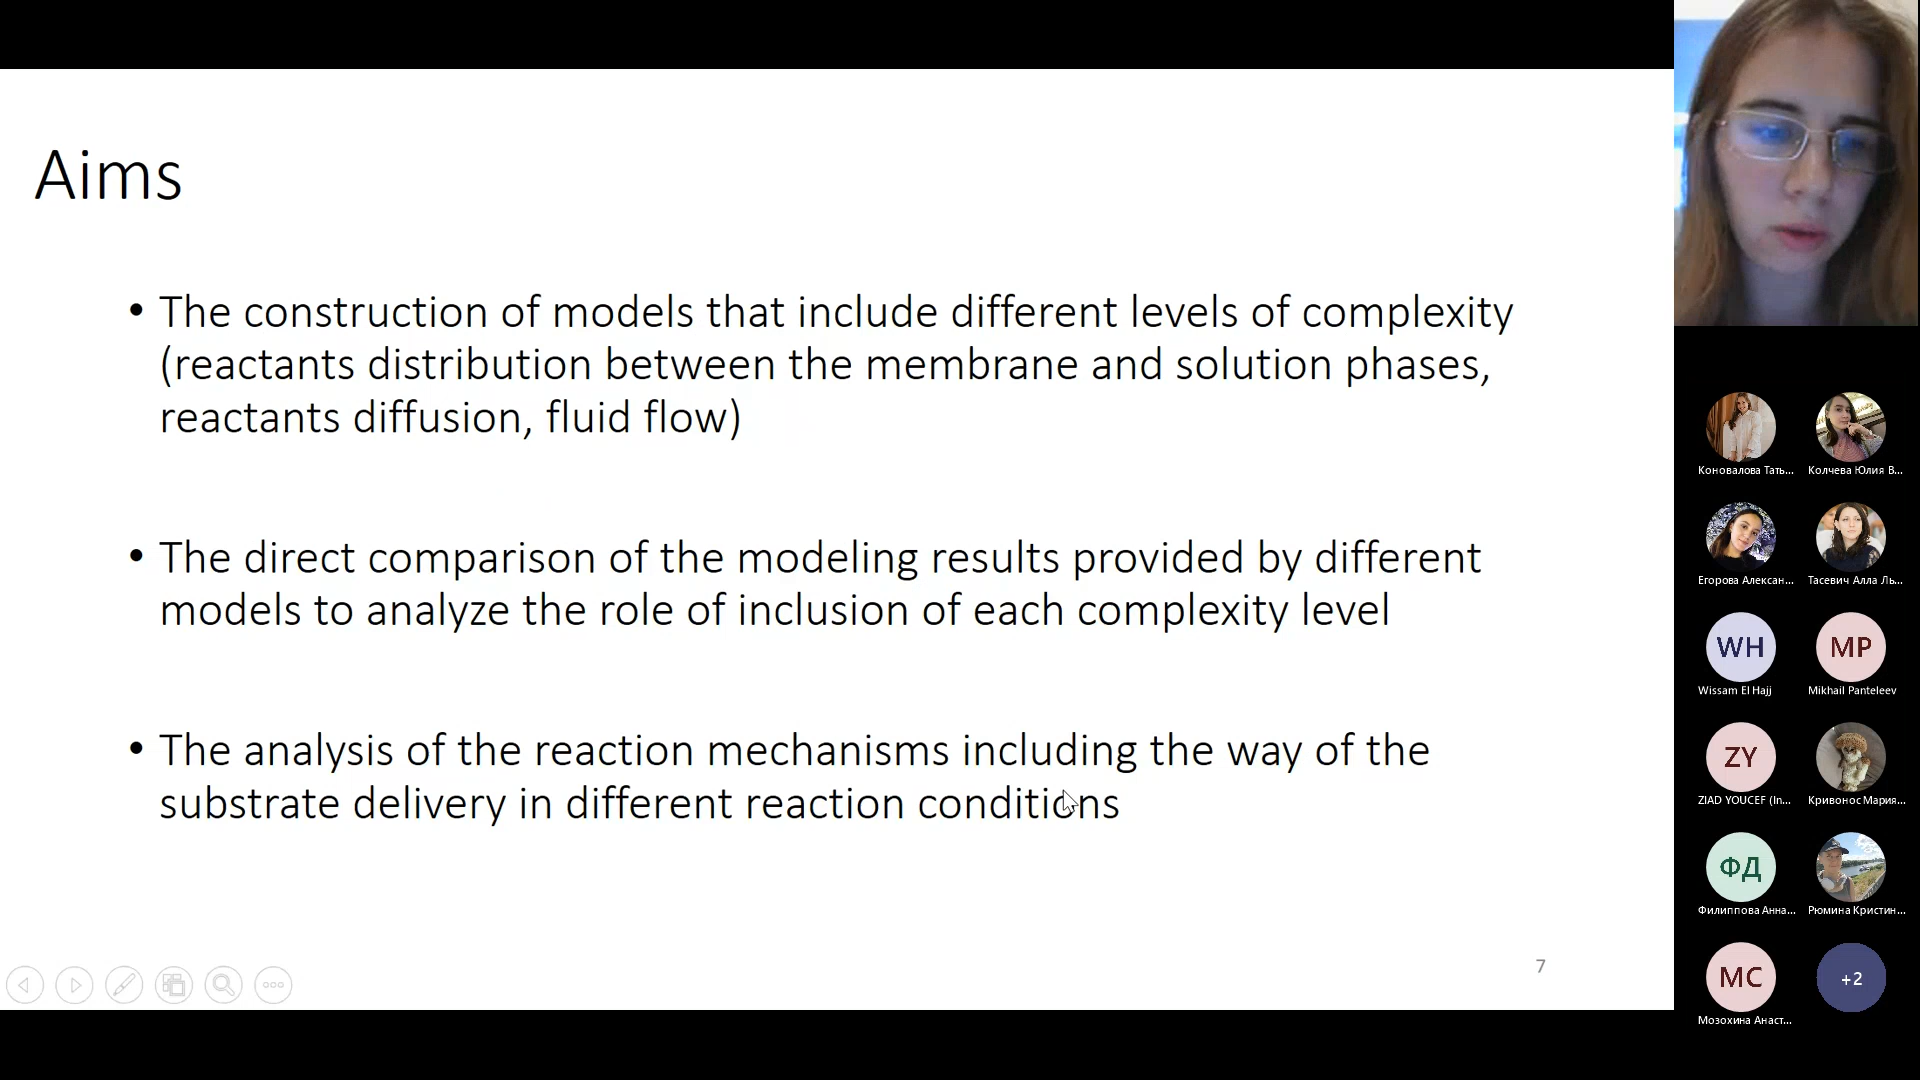 Aims
• The construction of models that include different levels of complexity
(reactants distribution between the membrane and solution phases,
reactants diffusion, fluid flow)
• The direct comparison of the modeling results provided by different
models to analyze the role of inclusion of each complexity level
• The analysis of the reaction mechanisms including the way of the
substrate delivery in different reaction conditions
7
Коновалова Тать...
Колчева Юлия В...
Егорова Алексан...
Тасевич Алла Ль...
WH
Wissam El Hajj
MP
Mikhail Panteleev
ZY
ZIAD YOUCEF (In...
Кривонос Мария...
ФД
Филиппова Анна...
Рюмина Кристин...
МС
Мозохина Анаст...
+2